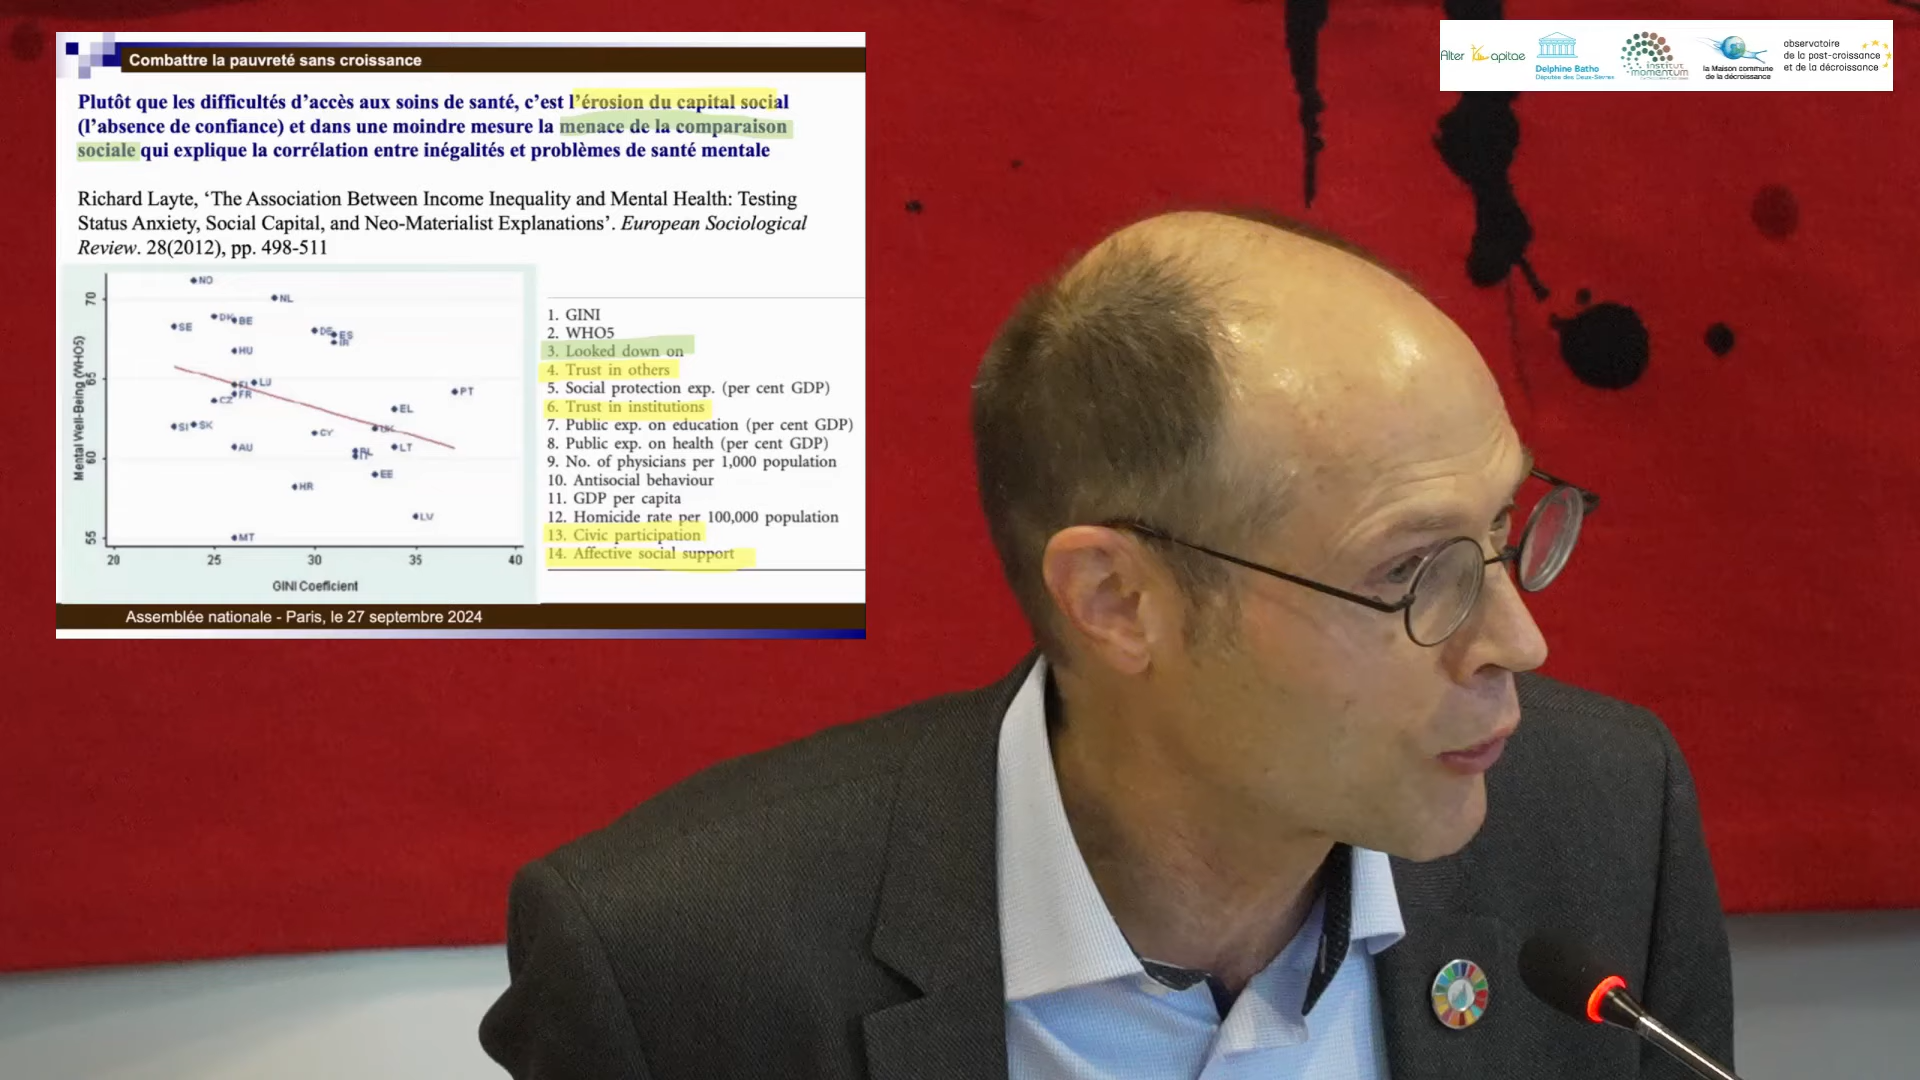 Combattre la pauvreté sans croissance
Plutôt que les difficultés d'accès aux soins de santé, c'est l'érosion du capital social
(l'absence de confiance) et dans une moindre mesure la menace de la comparaison
sociale qui explique la corrélation entre inégalités et problèmes de santé mentale
Richard Layte, 'The Association Between Income Inequality and Mental Health: Testing
Status Anxiety, Social Capital, and Neo-Materialist Explanations'. European Sociological
Review. 28(2012), pp. 498-511
Mental Well-Being (WHO5)
70
65
60
55
NO
NL
DK
BE
SE
DE
ES
IR
HU
LU
FR
CZ
PT
EL
SI
SK
CY
UK
AU
LT
EE
HR
LV
MT
20 25 30 35 40
GINI Coefficient
1. GINI
2. WHO5
3. Looked down on
4. Trust in others
5. Social protection exp. (per cent GDP)
6. Trust in institutions
7. Public exp. on education (per cent GDP)
8. Public exp. on health (per cent GDP)
9. No. of physicians per 1,000 population
10. Antisocial behaviour
11. GDP per capita
12. Homicide rate per 100,000 population
13. Civic participation
14. Affective social support
Assemblée nationale - Paris, le 27 septembre 2024
Alter Kapitae
Delphine Batho
Députée des Deux-Sèvres
institut
momentum
la Maison commune
de la décroissance
observatoire
de la post-croissance
et de la décroissance